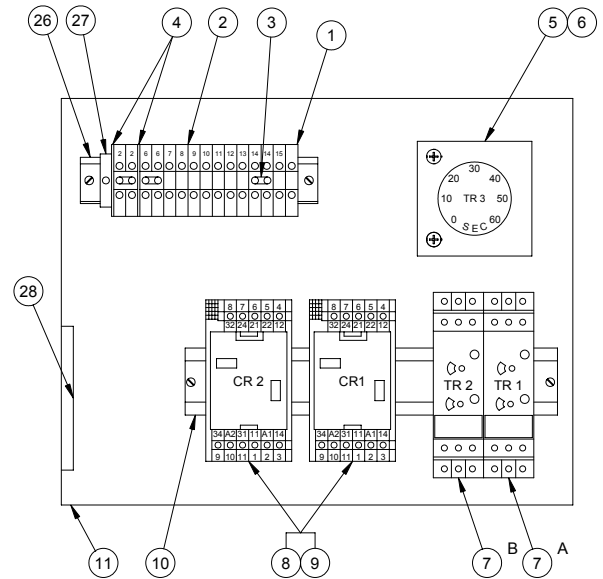 26 27 4 2 3 1 5 6
2 2 6 6 7 8 9 10 11 12 13 14 14 15
30
20 40
10 TR 3 50
0 SEC 60
28
8 7 6 5 4 8 7 6 5 4
32 24 21 22 12 32 24 21 22 12
CR 2 CR1 TR 2 TR 1
34 A2 31 11 A1 14 34 A2 31 11 A1 14
9 10 11 1 2 3 9 10 11 1 2 3
11 10 8 9 7 B 7 A